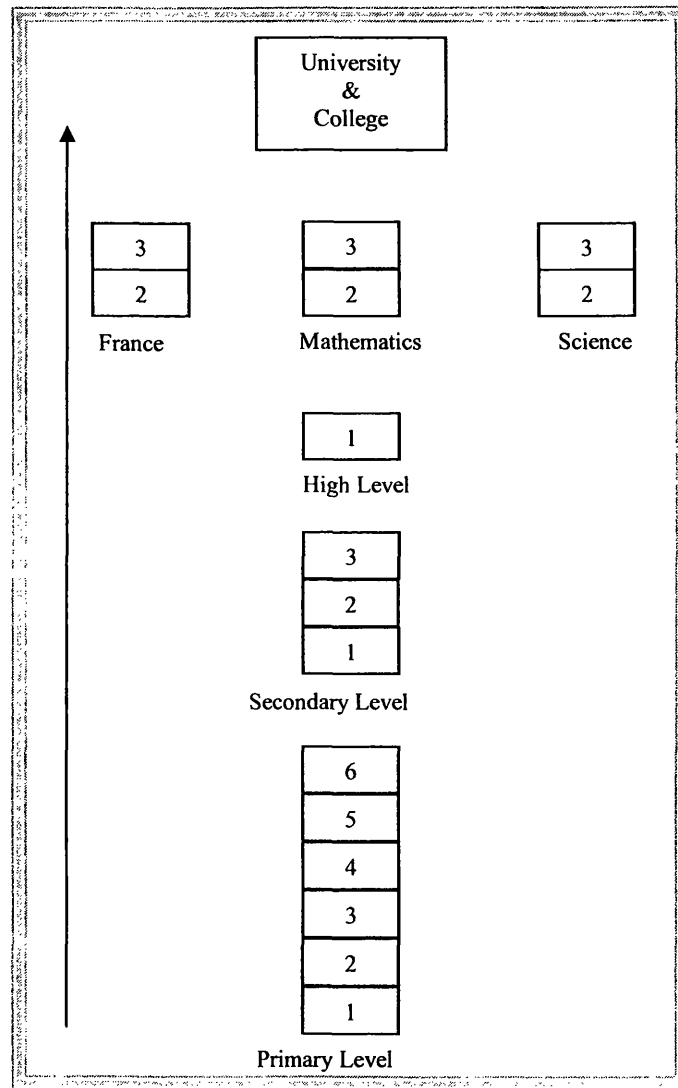 University
&
College
3 3 3
2 2 2
France Mathematics Science
1
High Level
3
2
1
Secondary Level
6
5
4
3
2
1
Primary Level